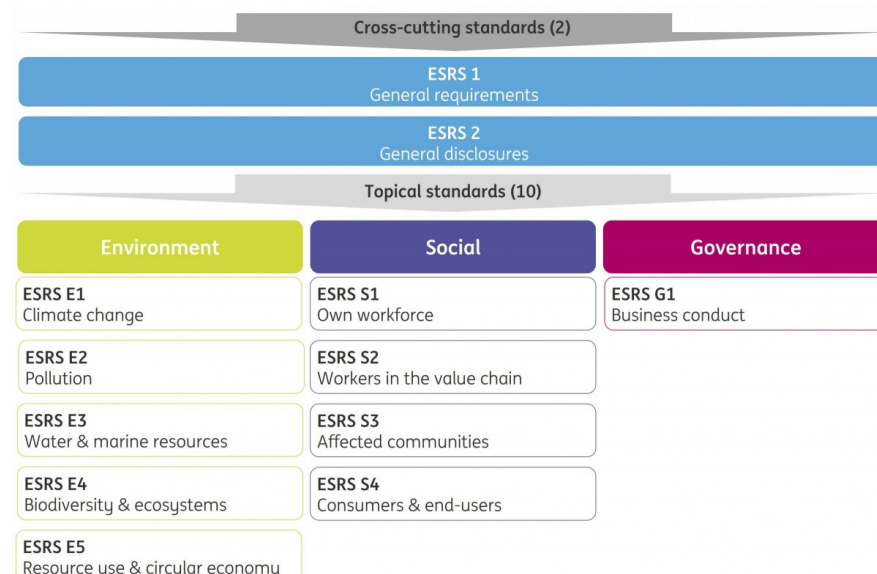 Cross-cutting standards (2)
ESRS 1
General requirements
ESRS 2
General disclosures
Topical standards (10)
Environment
Social
Governance
ESRS E1
Climate change
ESRS S1
Own workforce
ESRS G1
Business conduct
ESRS E2
Pollution
ESRS S2
Workers in the value chain
ESRS E3
Water & marine resources
ESRS S3
Affected communities
ESRS E4
Biodiversity & ecosystems
ESRS S4
Consumers & end-users
ESRS E5
Resource use & circular economy